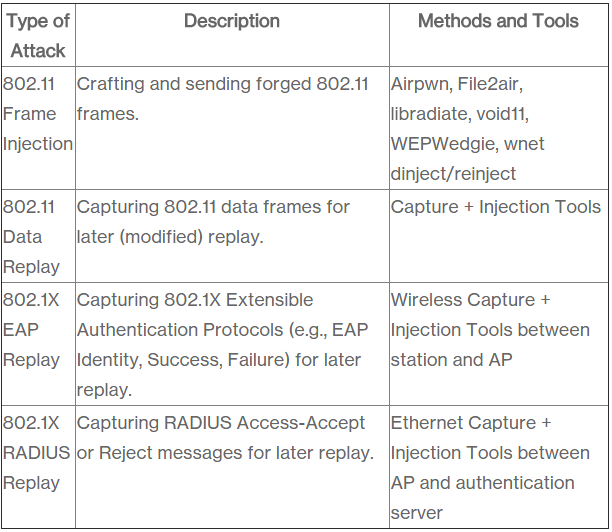 Type of Attack Description Methods and Tools
802.11 Frame Injection
Crafting and sending forged 802.11
frames.
Airpwn, File2air,
libradiate, void11,
WEPWedgie, wnet
dinject/reinject
802.11
Data
Replay
Capturing 802.11 data frames for
later (modified) replay.
Capture + Injection Tools
802.1X
EAP
Replay
Capturing 802.1X Extensible
Authentication Protocols (e.g., EAP
Identity, Success, Failure) for later
replay.
Wireless Capture +
Injection Tools between
station and AP
802.1X
RADIUS
Replay
Capturing RADIUS Access-Accept
or Reject messages for later replay.
Ethernet Capture +
Injection Tools between
AP and authentication
server